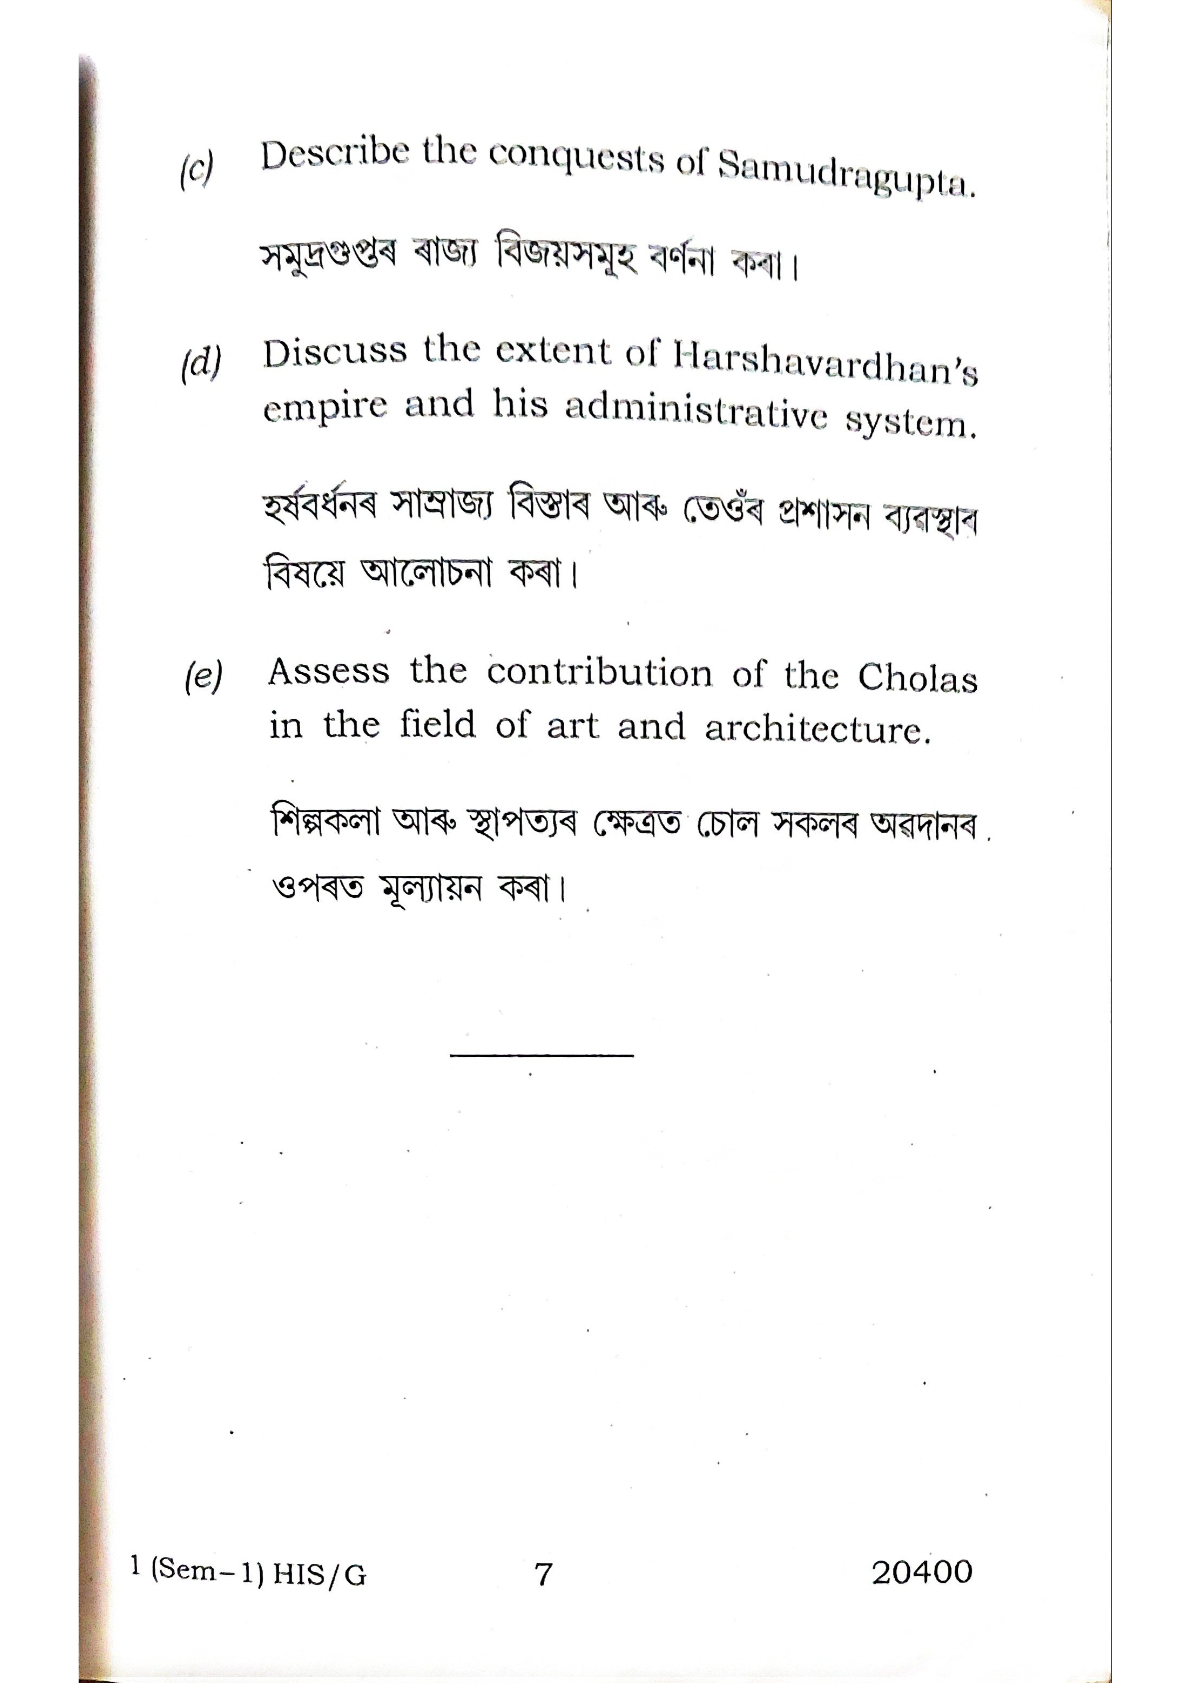 (c) Describe the conquests of Samudragupta.
সমুদ্ৰগুপ্তৰ ৰাজ্য বিজয়সমূহ বৰ্ণনা কৰা।
(d) Discuss the extent of Harshavardhan's
empire and his administrative system.
হৰ্ষবৰ্ধনৰ সাম্ৰাজ্য বিস্তাৰ আৰু তেওঁৰ প্ৰশাসন ব্যৱস্থাৰ
বিষয়ে আলোচনা কৰা।
(e) Assess the contribution of the Cholas
in the field of art and architecture.
শিল্পকলা আৰু স্থাপত্যৰ ক্ষেত্ৰত চোল সকলৰ অৱদানৰ
ওপৰত মূল্যায়ন কৰা।
1 (Sem–1) HIS/G 7 20400